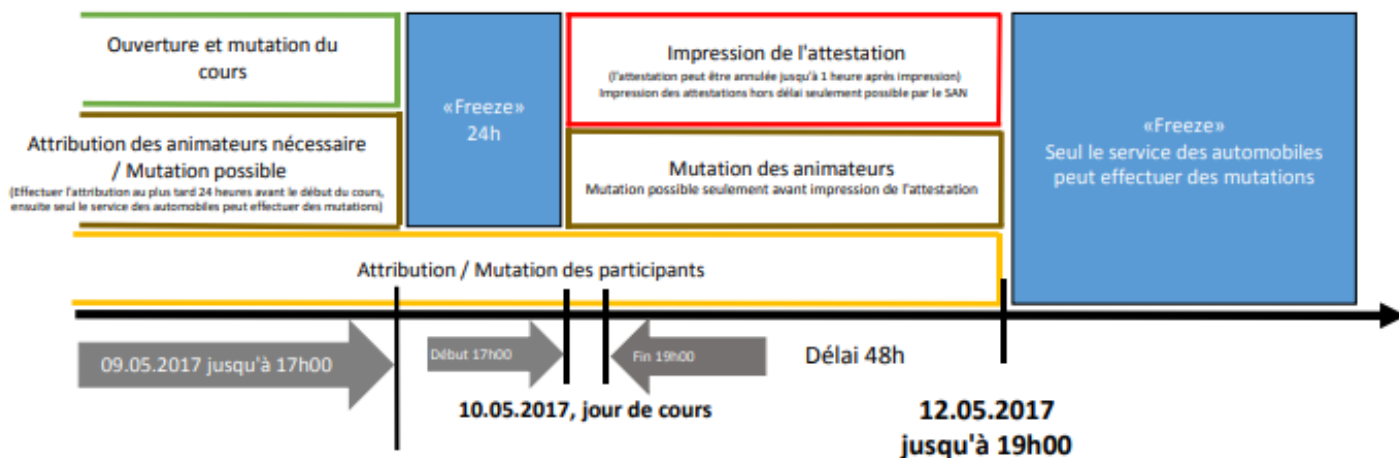 Ouverture et mutation du
cours
Attribution des animateurs nécessaire
/ Mutation possible
(Effectuer l'attribution au plus tard 24 heures avant le début du cours,
ensuite seul le service des automobiles peut effectuer des mutations)
«Freeze»
24h
Impression de l'attestation
(l'attestation peut être annulée jusqu'à 1 heure après impression)
Impression des attestations hors délai seulement possible par le SAN
Mutation des animateurs
Mutation possible seulement avant impression de l'attestation
«Freeze»
Seul le service des automobiles
peut effectuer des mutations
Attribution / Mutation des participants
09.05.2017 jusqu'à 17h00
Début 17h00
Fin 19h00
Délai 48h
10.05.2017, jour de cours
12.05.2017
jusqu'à 19h00